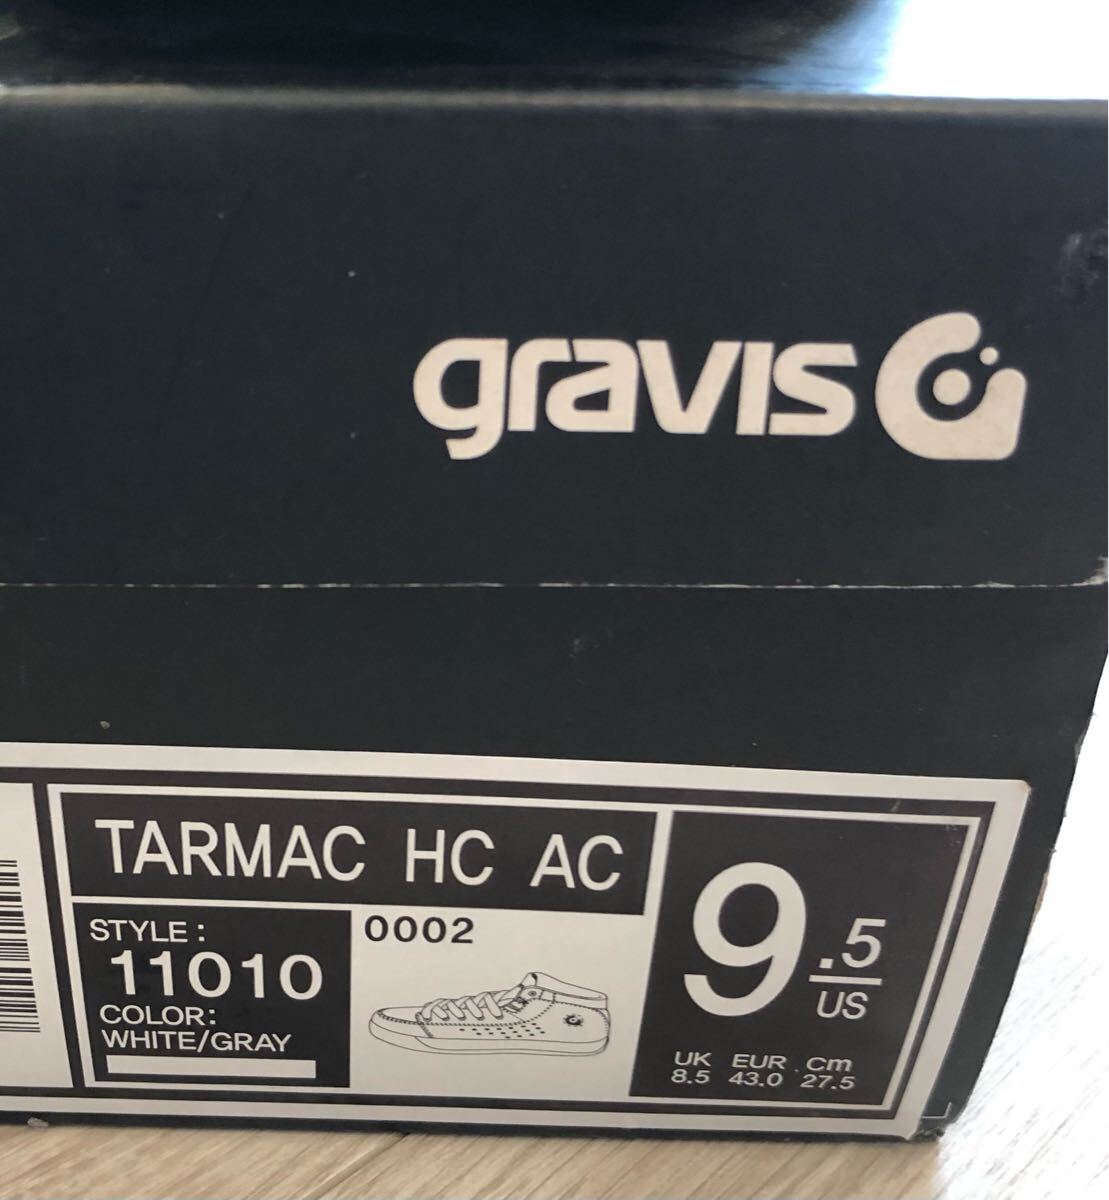 gravis
TARMAC HC AC
STYLE :
11010
COLOR:
WHITE/GRAY
0002
9.5
US
UK EUR Cm
8.5 43.0 27.5